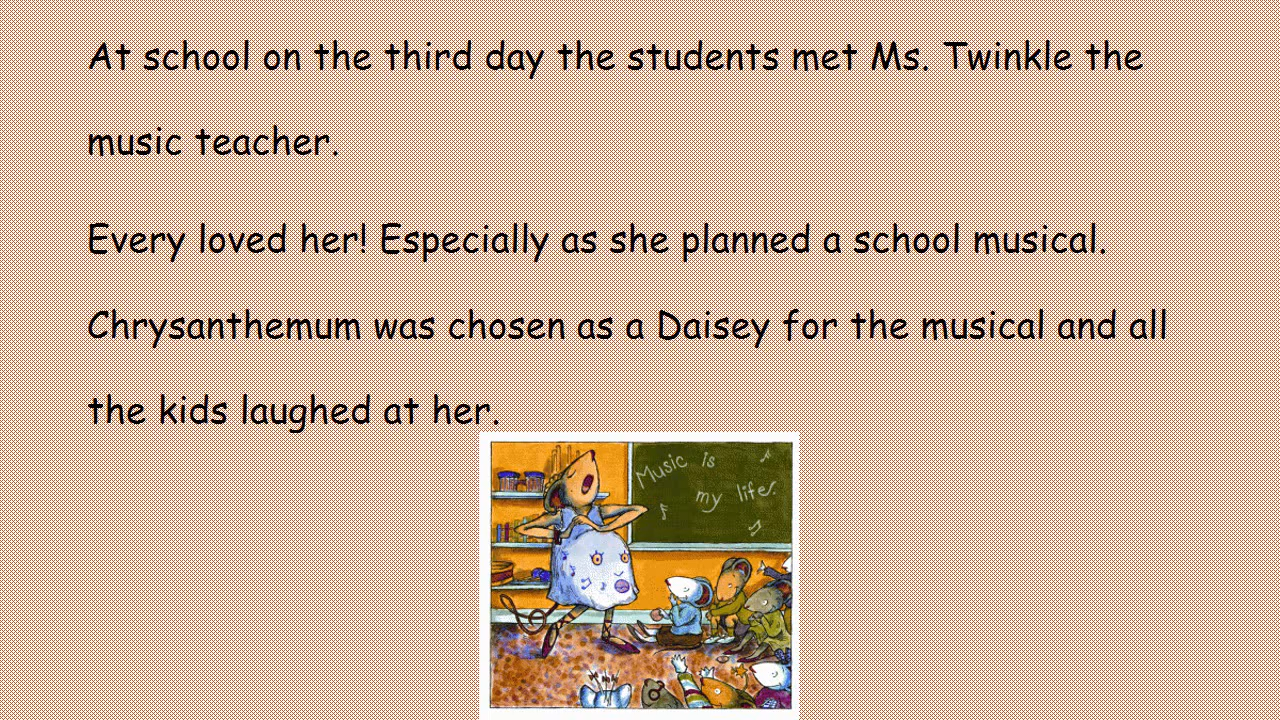 At school on the third day the students met Ms. Twinkle the
music teacher.
Every loved her! Especially as she planned a school musical.
Chrysanthemum was chosen as a Daisey for the musical and all
the kids laughed at her.
Music is
my life!